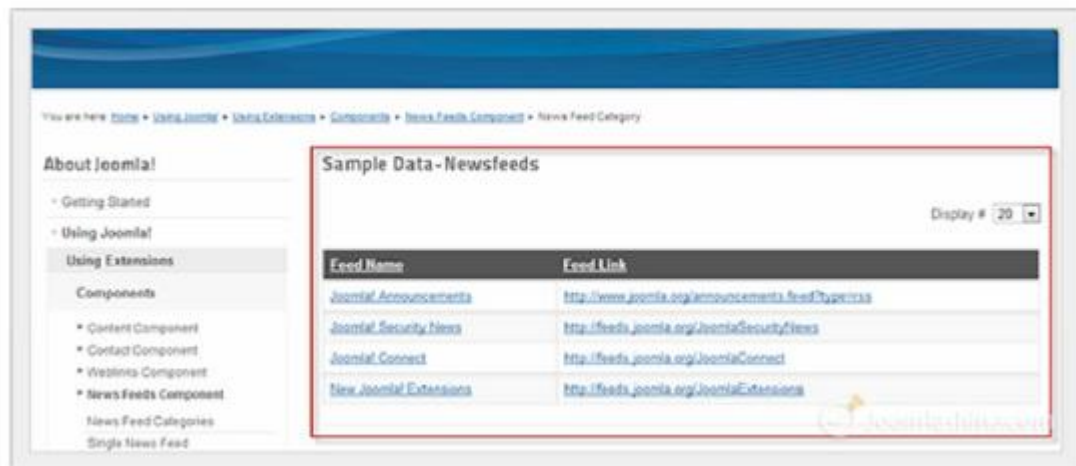 You are here: Home ▸ Using Joomla! ▸ Using Extensions ▸ Components ▸ News Feeds Component ▸ News Feed Category
About Joomla!
Getting Started
Using Joomla!
Using Extensions
Components
Content Component
Contact Component
Weblinks Component
News Feeds Component
News Feed Categories
Single News Feed
Sample Data-Newsfeeds
Display # 20
Feed Name Feed Link
Joomla! Announcements http://www.joomla.org/announcements.feed?type=rss
Joomla! Security News http://feeds.joomla.org/JoomlaSecurityNews
Joomla! Connect http://feeds.joomla.org/JoomlaConnect
New Joomla! Extensions http://feeds.joomla.org/JoomlaExtensions